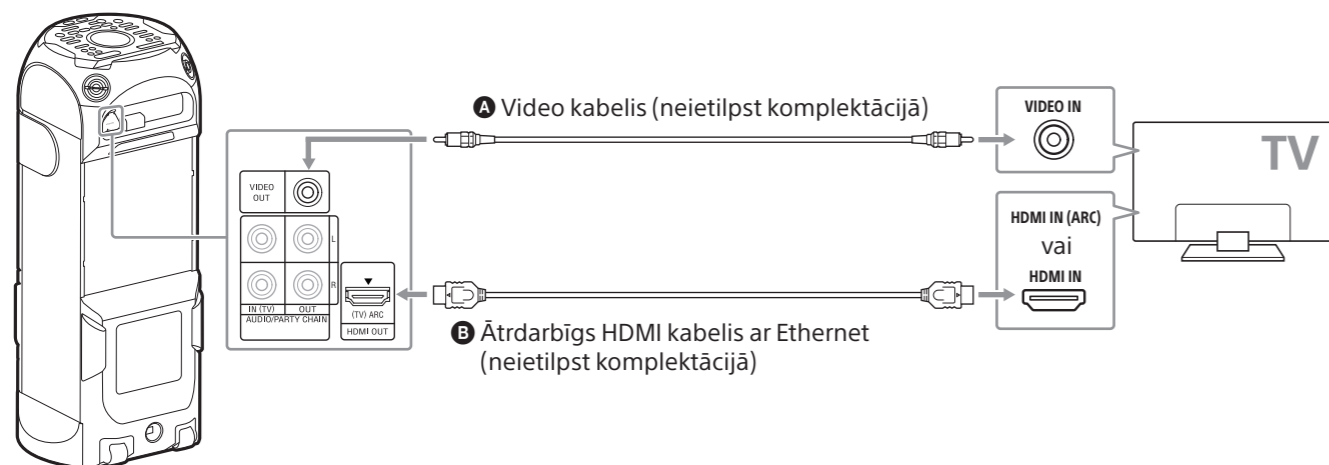 A Video kabelis (neietilpst komplektācijā)
VIDEO IN
TV
VIDEO
OUT
L
R
IN (TV)
OUT
AUDIO/PARTY CHAIN
(TV) ARC
HDMI OUT
HDMI IN (ARC)
vai
HDMI IN
B Ātrdarbīgs HDMI kabelis ar Ethernet
(neietilpst komplektācijā)